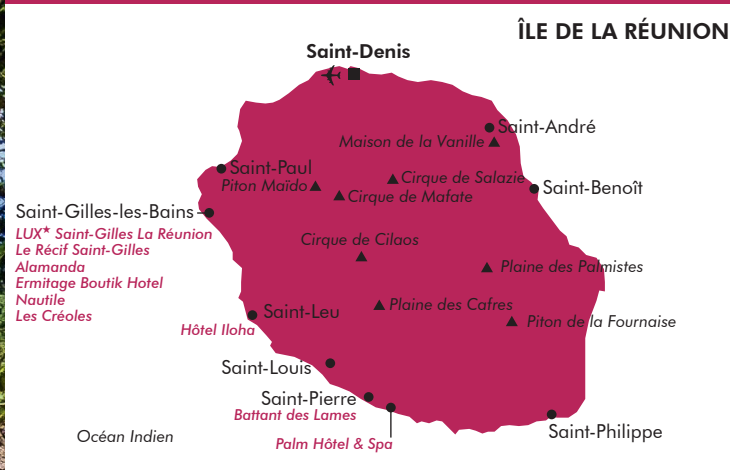 ÎLE DE LA RÉUNION
Saint-Denis
Saint-André
Maison de la Vanille
Saint-Paul
Piton Maïdo
Cirque de Salazie
Cirque de Mafate
Saint-Benoît
Saint-Gilles-les-Bains
LUX★ Saint-Gilles La Réunion
Le Récif Saint-Gilles
Alamanda
Ermitage Boutik Hotel
Nautile
Les Créoles
Cirque de Cilaos
Plaine des Palmistes
Plaine des Cafres
Piton de la Fournaise
Saint-Leu
Hôtel Iloha
Saint-Louis
Saint-Pierre
Battant des Lames
Palm Hôtel & Spa
Saint-Philippe
Océan Indien